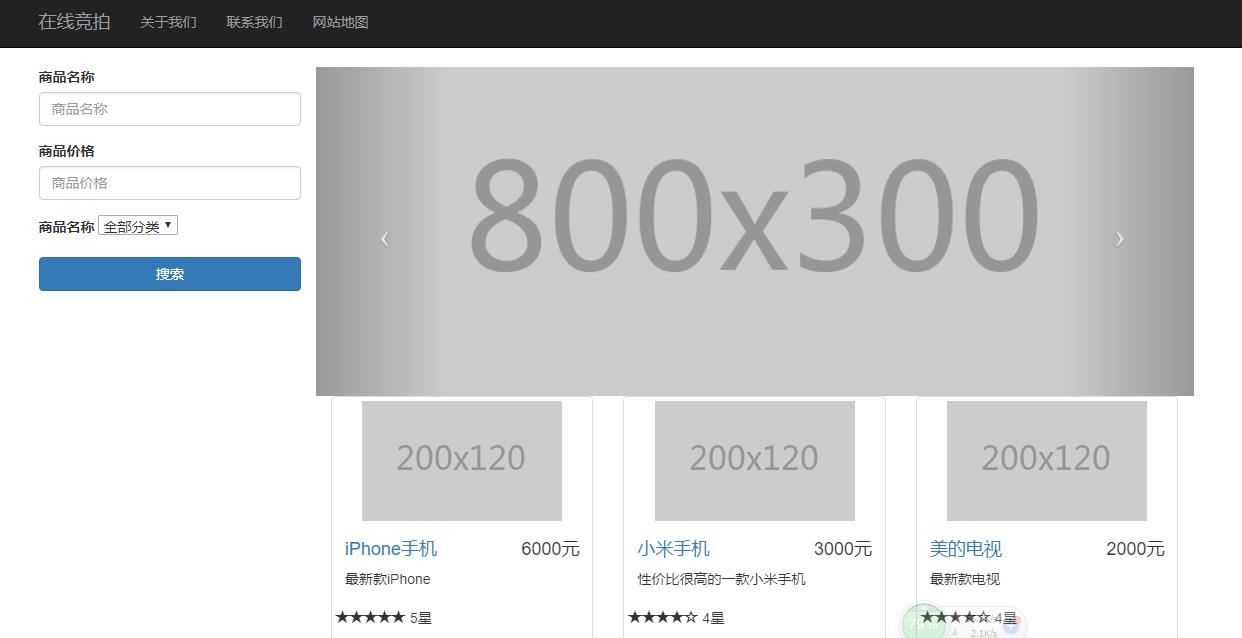 在线竞拍 关于我们 联系我们 网站地图
商品名称
商品名称
商品价格
商品价格
商品名称 全部分类
搜索
800x300
200x120 200x120 200x120
iPhone手机 6000元 小米手机 3000元 美的电视 2000元
最新款iPhone 性价比很高的一款小米手机 最新款电视
★★★★★ 5星 ★★★★☆ 4星 ★★★★☆ 4星
2.1K/s